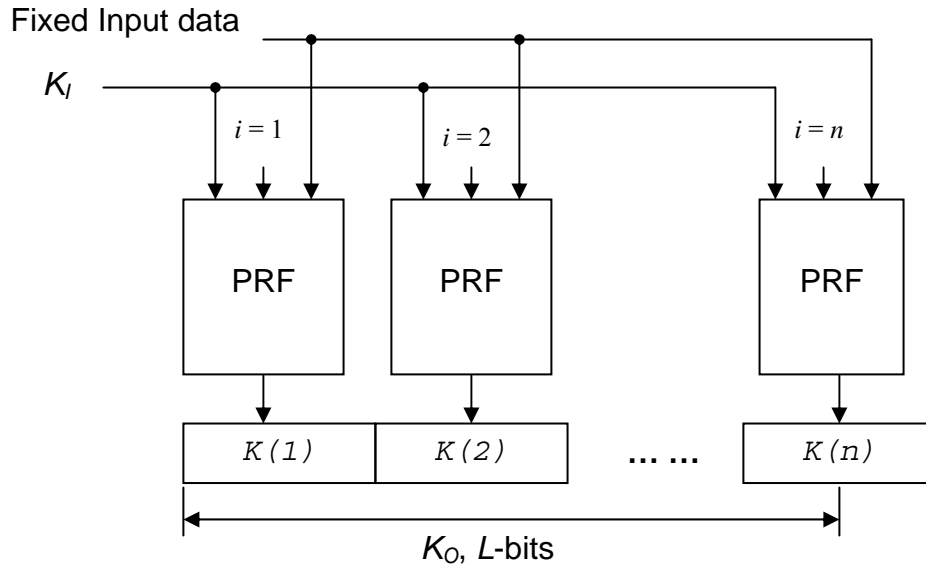 Fixed Input data
K_I
i = 1
i = 2
i = n
PRF
PRF
PRF
K(1)
K(2)
... ...
K(n)
K_O, L-bits